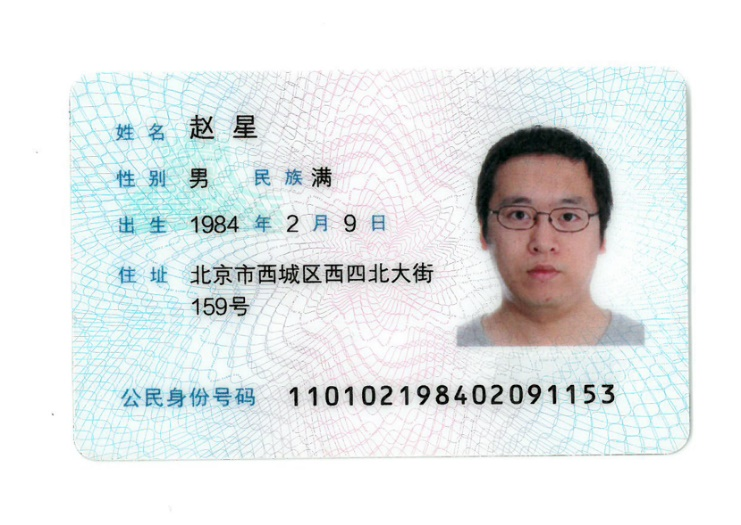 姓名 赵星
性别 男 民族 满
出生 1984 年 2 月 9 日
住址 北京市西城区西四北大街
159号
公民身份号码 110102198402091153